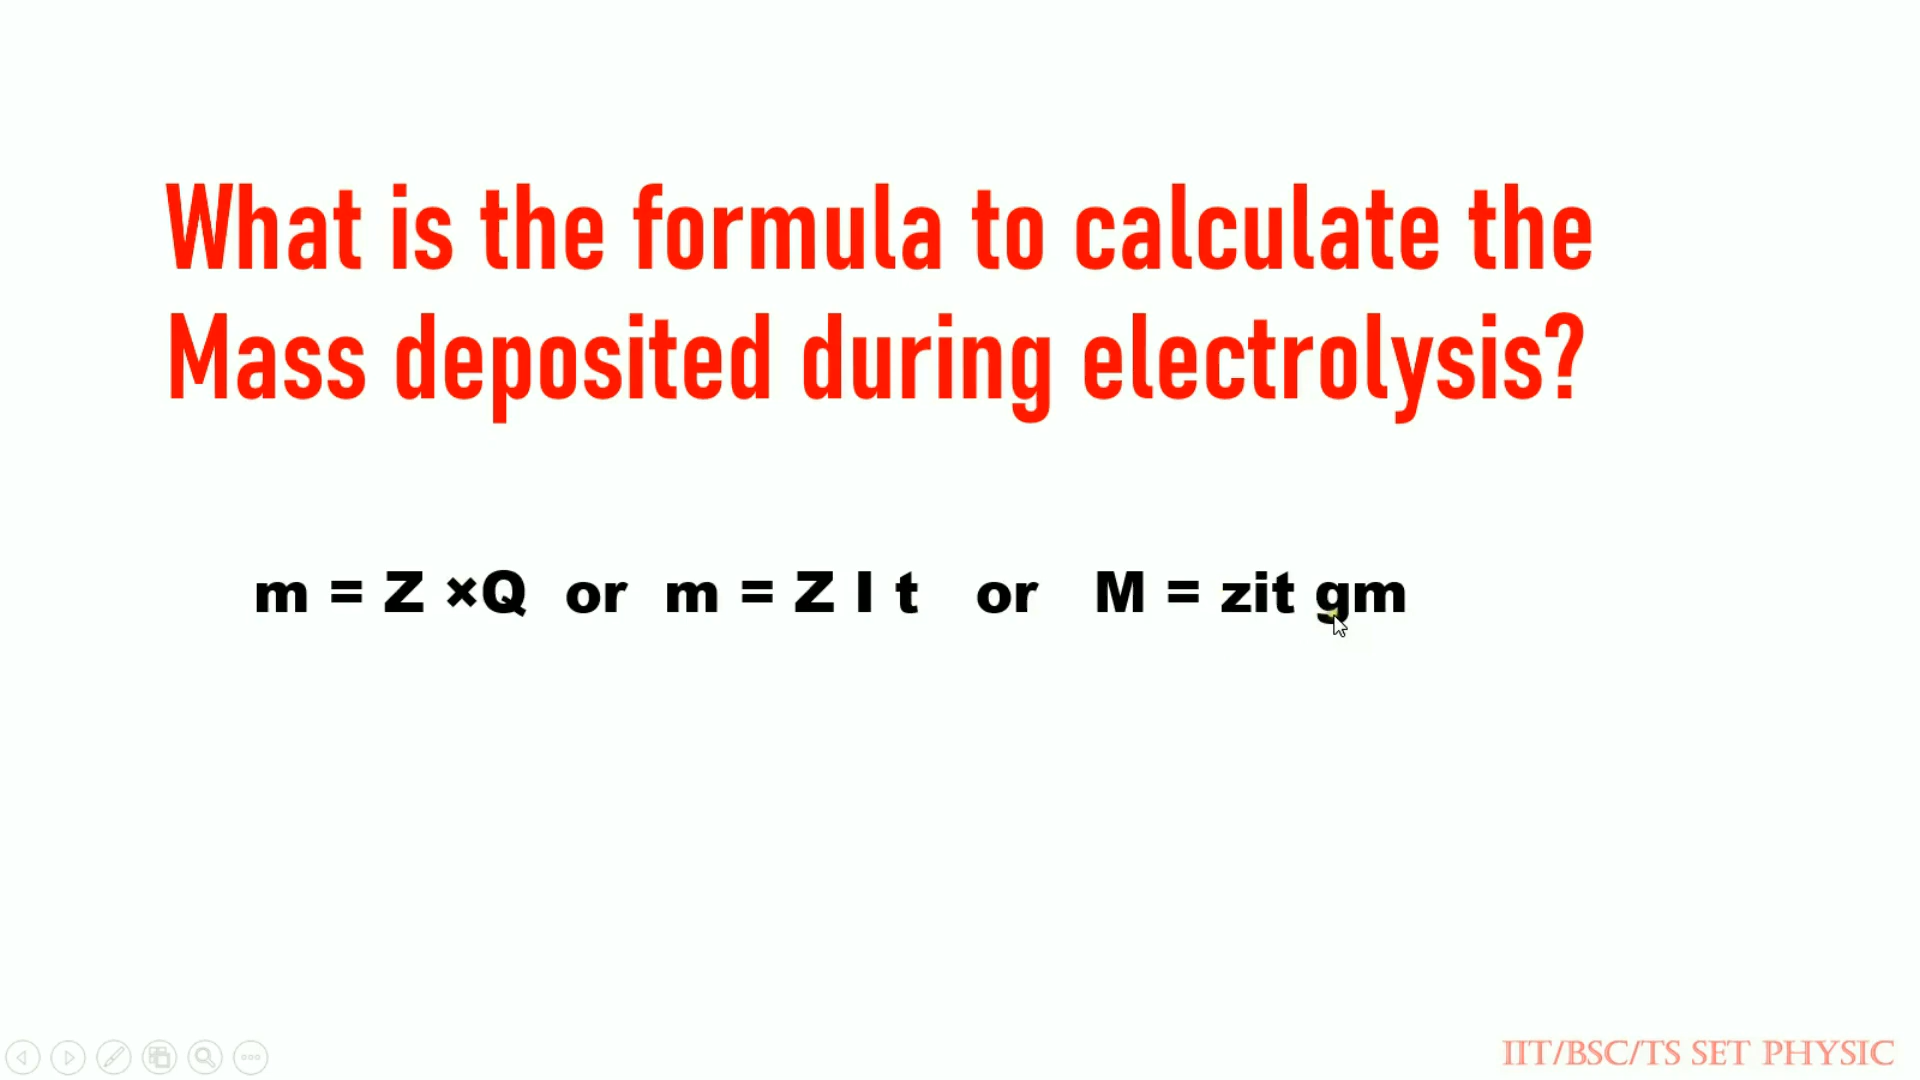 What is the formula to calculate the
Mass deposited during electrolysis?
m = Z ×Q or m = Z I t or M = zit gm
IIT/BSC/TS SET PHYSIC